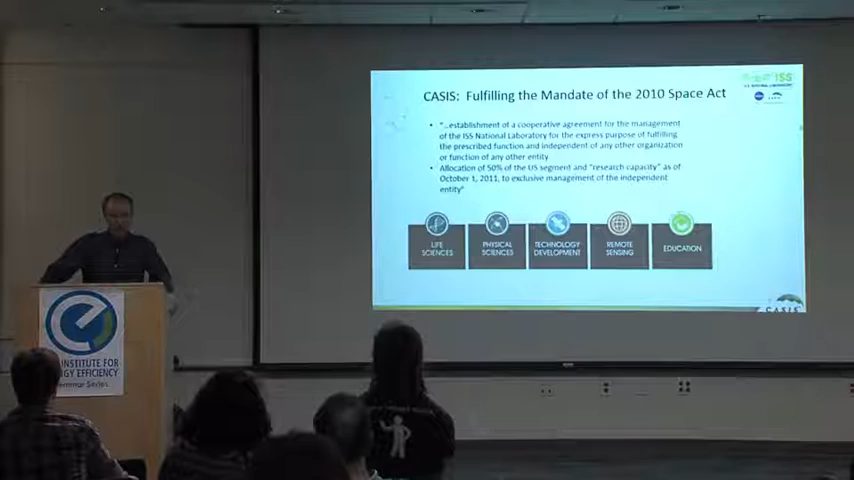 CASIS: Fulfilling the Mandate of the 2010 Space Act
ISS
• "...establishment of a cooperative agreement for the management
of the ISS National Laboratory for the express purpose of fulfilling
the prescribed function and independent of any other organization
or function of any other entity
• Allocation of 50% of the US segment and "research capacity" as of
October 1, 2011, to exclusive management of the independent
entity"
LIFE
SCIENCES
PHYSICAL
SCIENCES
TECHNOLOGY
DEVELOPMENT
REMOTE
SENSING
EDUCATION
CASIS
e
INSTITUTE FOR
GY EFFICIENCY
Seminar Series